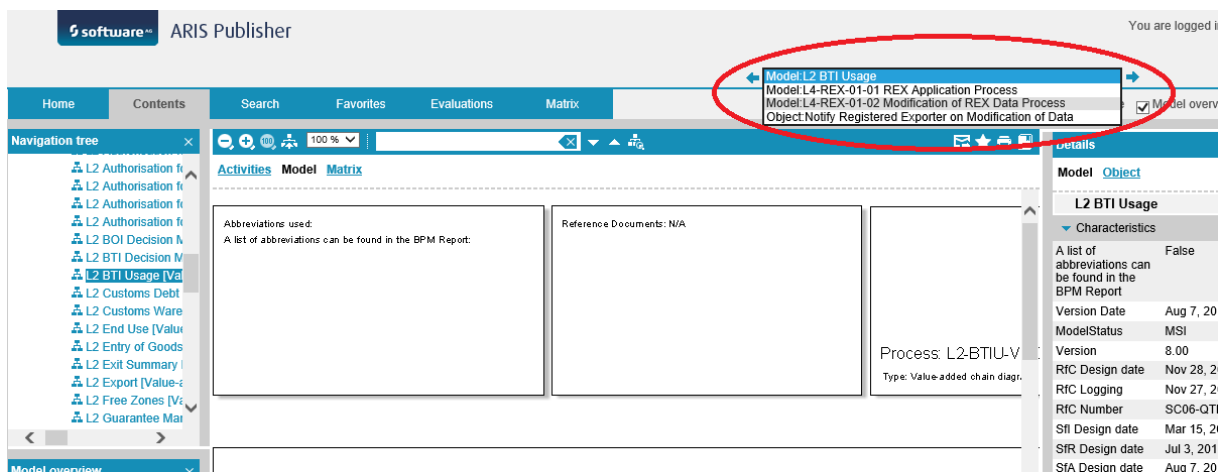 software AG ARIS Publisher
You are logged i
Model:L2 BTI Usage
Model:L4-REX-01-01 REX Application Process
Model:L4-REX-01-02 Modification of REX Data Process
Object:Notify Registered Exporter on Modification of Data
Home Contents Search Favorites Evaluations Matrix
Model overv
Navigation tree
L2 Authorisation fo
L2 Authorisation fo
L2 Authorisation fo
L2 Authorisation fo
L2 BOI Decision M
L2 BTI Decision M
L2 BTI Usage [Val
L2 Customs Debt
L2 Customs Ware
L2 End Use [Value
L2 Entry of Goods
L2 Exit Summary
L2 Export [Value-a
L2 Free Zones [Va
L2 Guarantee Man
Model overview
100 %
Activities Model Matrix
Abbreviations used:
A list of abbreviations can be found in the BPM Report:
Reference Documents: N/A
Process: L2-BTIU-V
Type: Value-added chain diagr.
Details
Model Object
L2 BTI Usage
Characteristics
A list of abbreviations can be found in the BPM Report False
Version Date Aug 7, 20
ModelStatus MSI
Version 8.00
RfC Design date Nov 28, 2
RfC Logging Nov 27, 2
RfC Number SC06-QT
SfI Design date Mar 15, 2
SfR Design date Jul 3, 201
SfA Design date Aug 7, 20